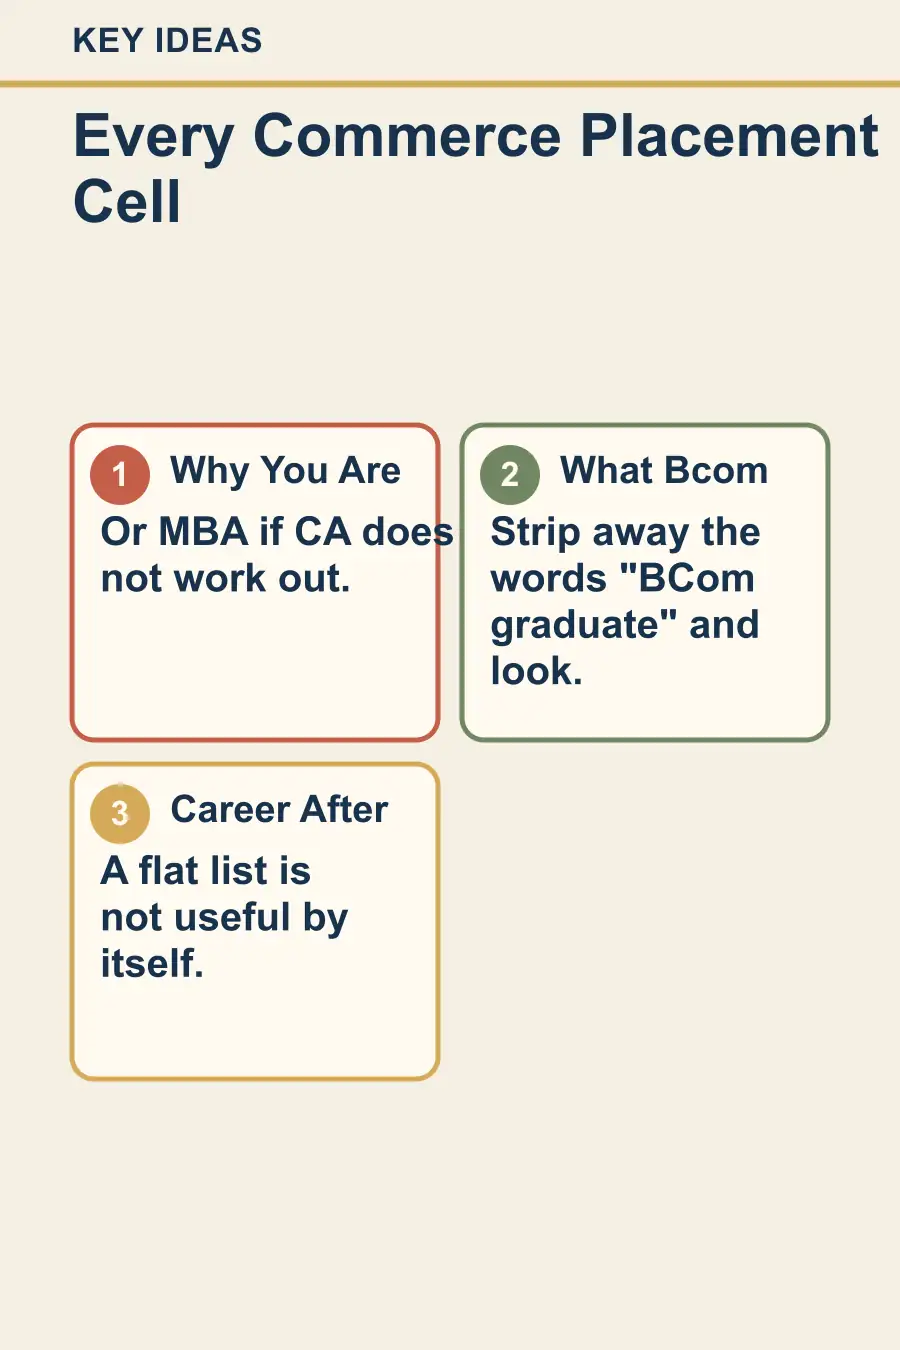 KEY IDEAS
Every Commerce Placement
Cell
1
Why You Are
Or MBA if CA does
not work out.
2
What Bcom
Strip away the
words "BCom
graduate" and
look.
3
Career After
A flat list is
not useful by
itself.